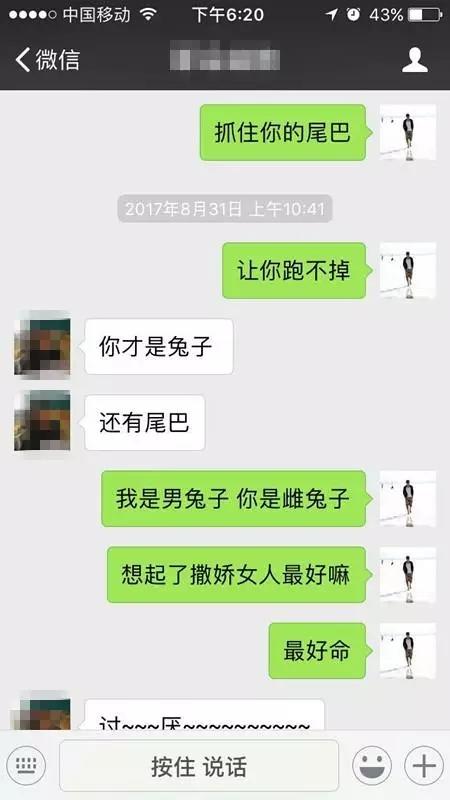 中国移动 下午6:20 43%
微信
抓住你的尾巴
2017年8月31日 上午10:41
让你跑不掉
你才是兔子
还有尾巴
我是男兔子 你是雌兔子
想起了撒娇女人最好嘛
最好命
讨~~~厌~~~~~~~~~~
按住 说话